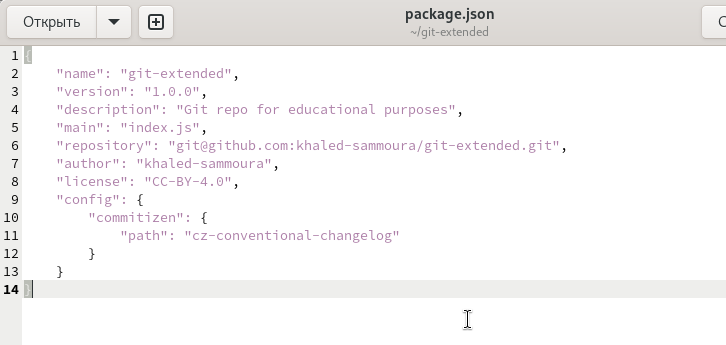 Открыть
package.json
~/git-extended
1 {
2 "name": "git-extended",
3 "version": "1.0.0",
4 "description": "Git repo for educational purposes",
5 "main": "index.js",
6 "repository": "git@github.com:khaled-sammoura/git-extended.git",
7 "author": "khaled-sammoura",
8 "license": "CC-BY-4.0",
9 "config": {
10 "commitizen": {
11 "path": "cz-conventional-changelog"
12 }
13 }
14 }